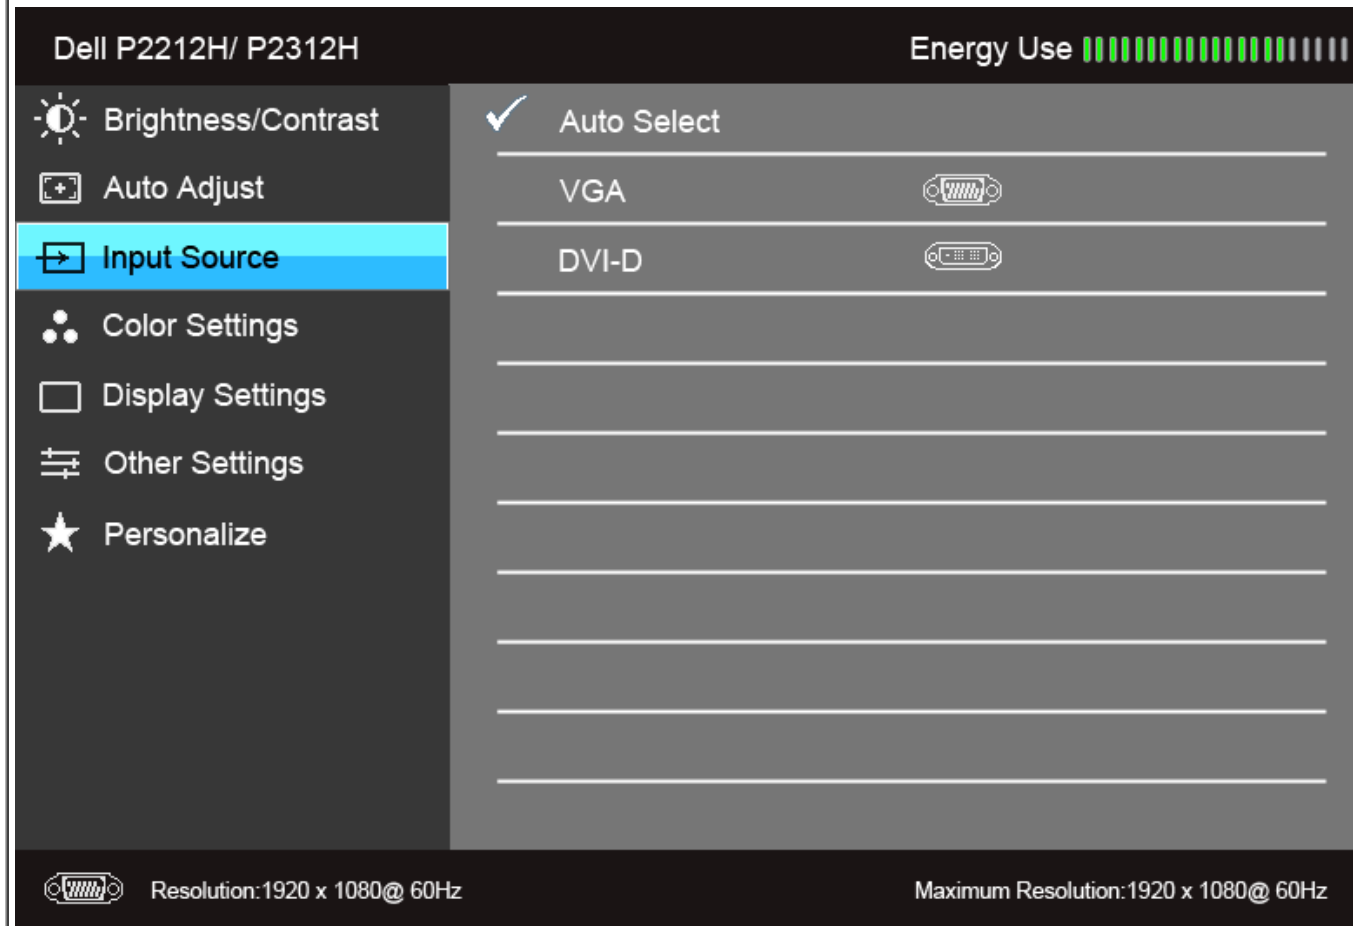 Dell P2212H/ P2312H
Energy Use
Brightness/Contrast
Auto Adjust
Input Source
Color Settings
Display Settings
Other Settings
Personalize
Auto Select
VGA
DVI-D
Resolution:1920 x 1080@ 60Hz
Maximum Resolution:1920 x 1080@ 60Hz